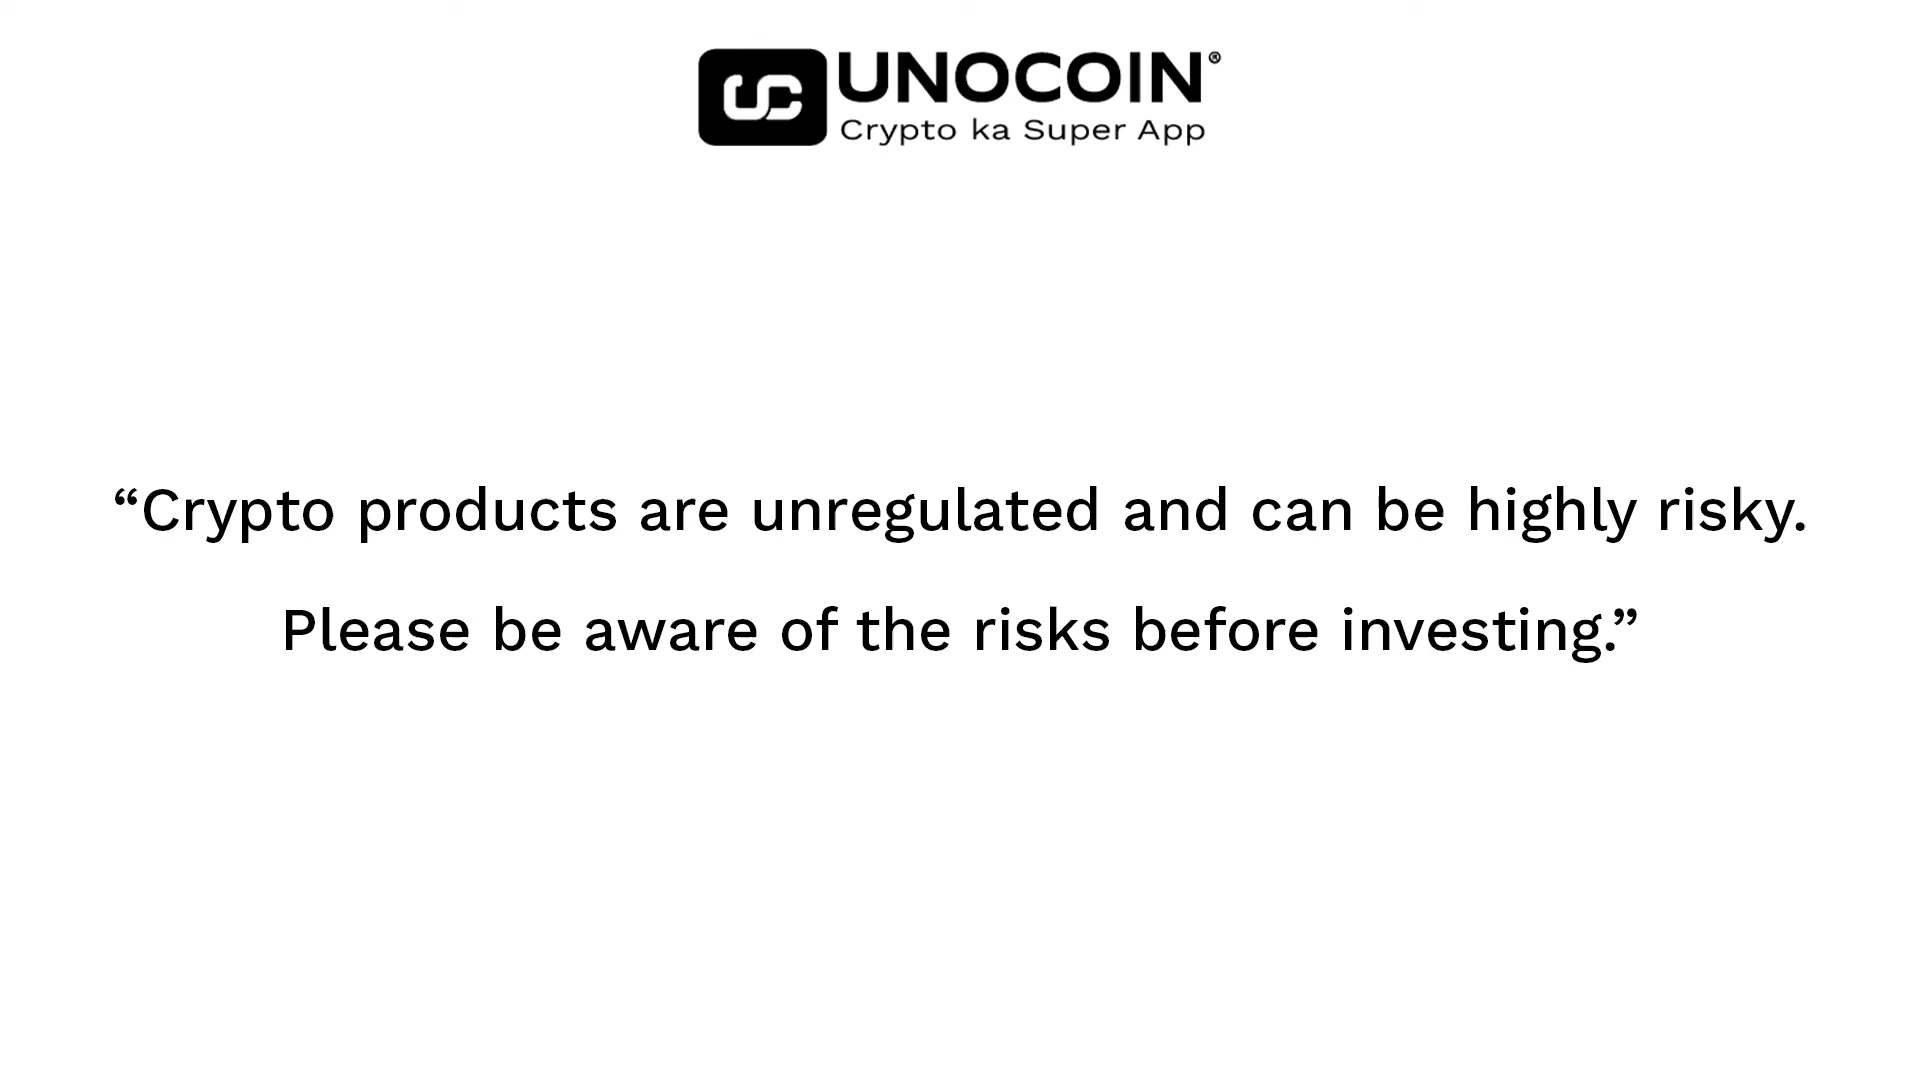 UNOCOIN®
Crypto ka Super App
“Crypto products are unregulated and can be highly risky.
Please be aware of the risks before investing.”